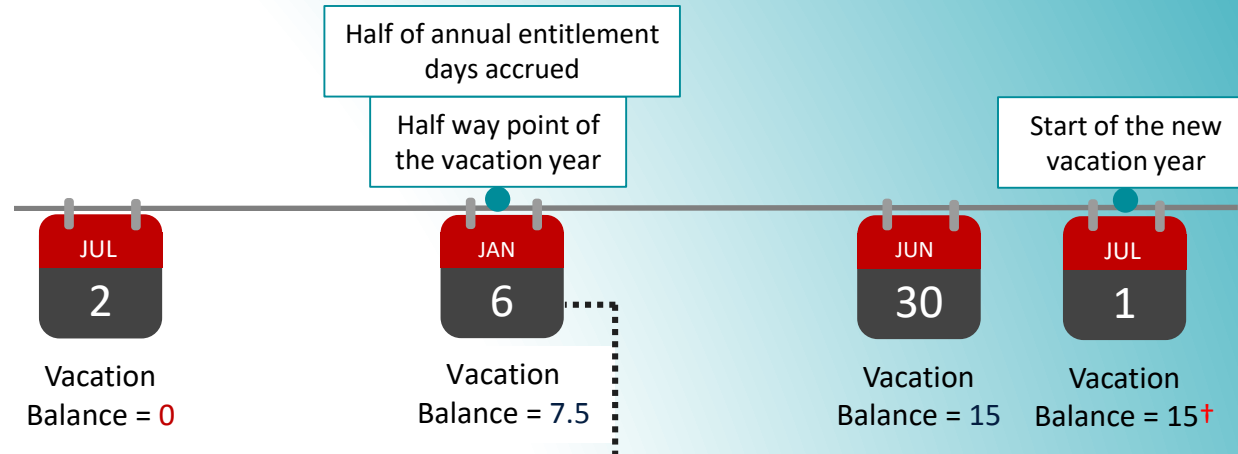 Half of annual entitlement
days accrued
Half way point of
the vacation year
Start of the new
vacation year
JUL
2
JAN
6
JUN
30
JUL
1
Vacation
Balance = 0
Vacation
Balance = 7.5
Vacation
Balance = 15
Vacation
Balance = 15†